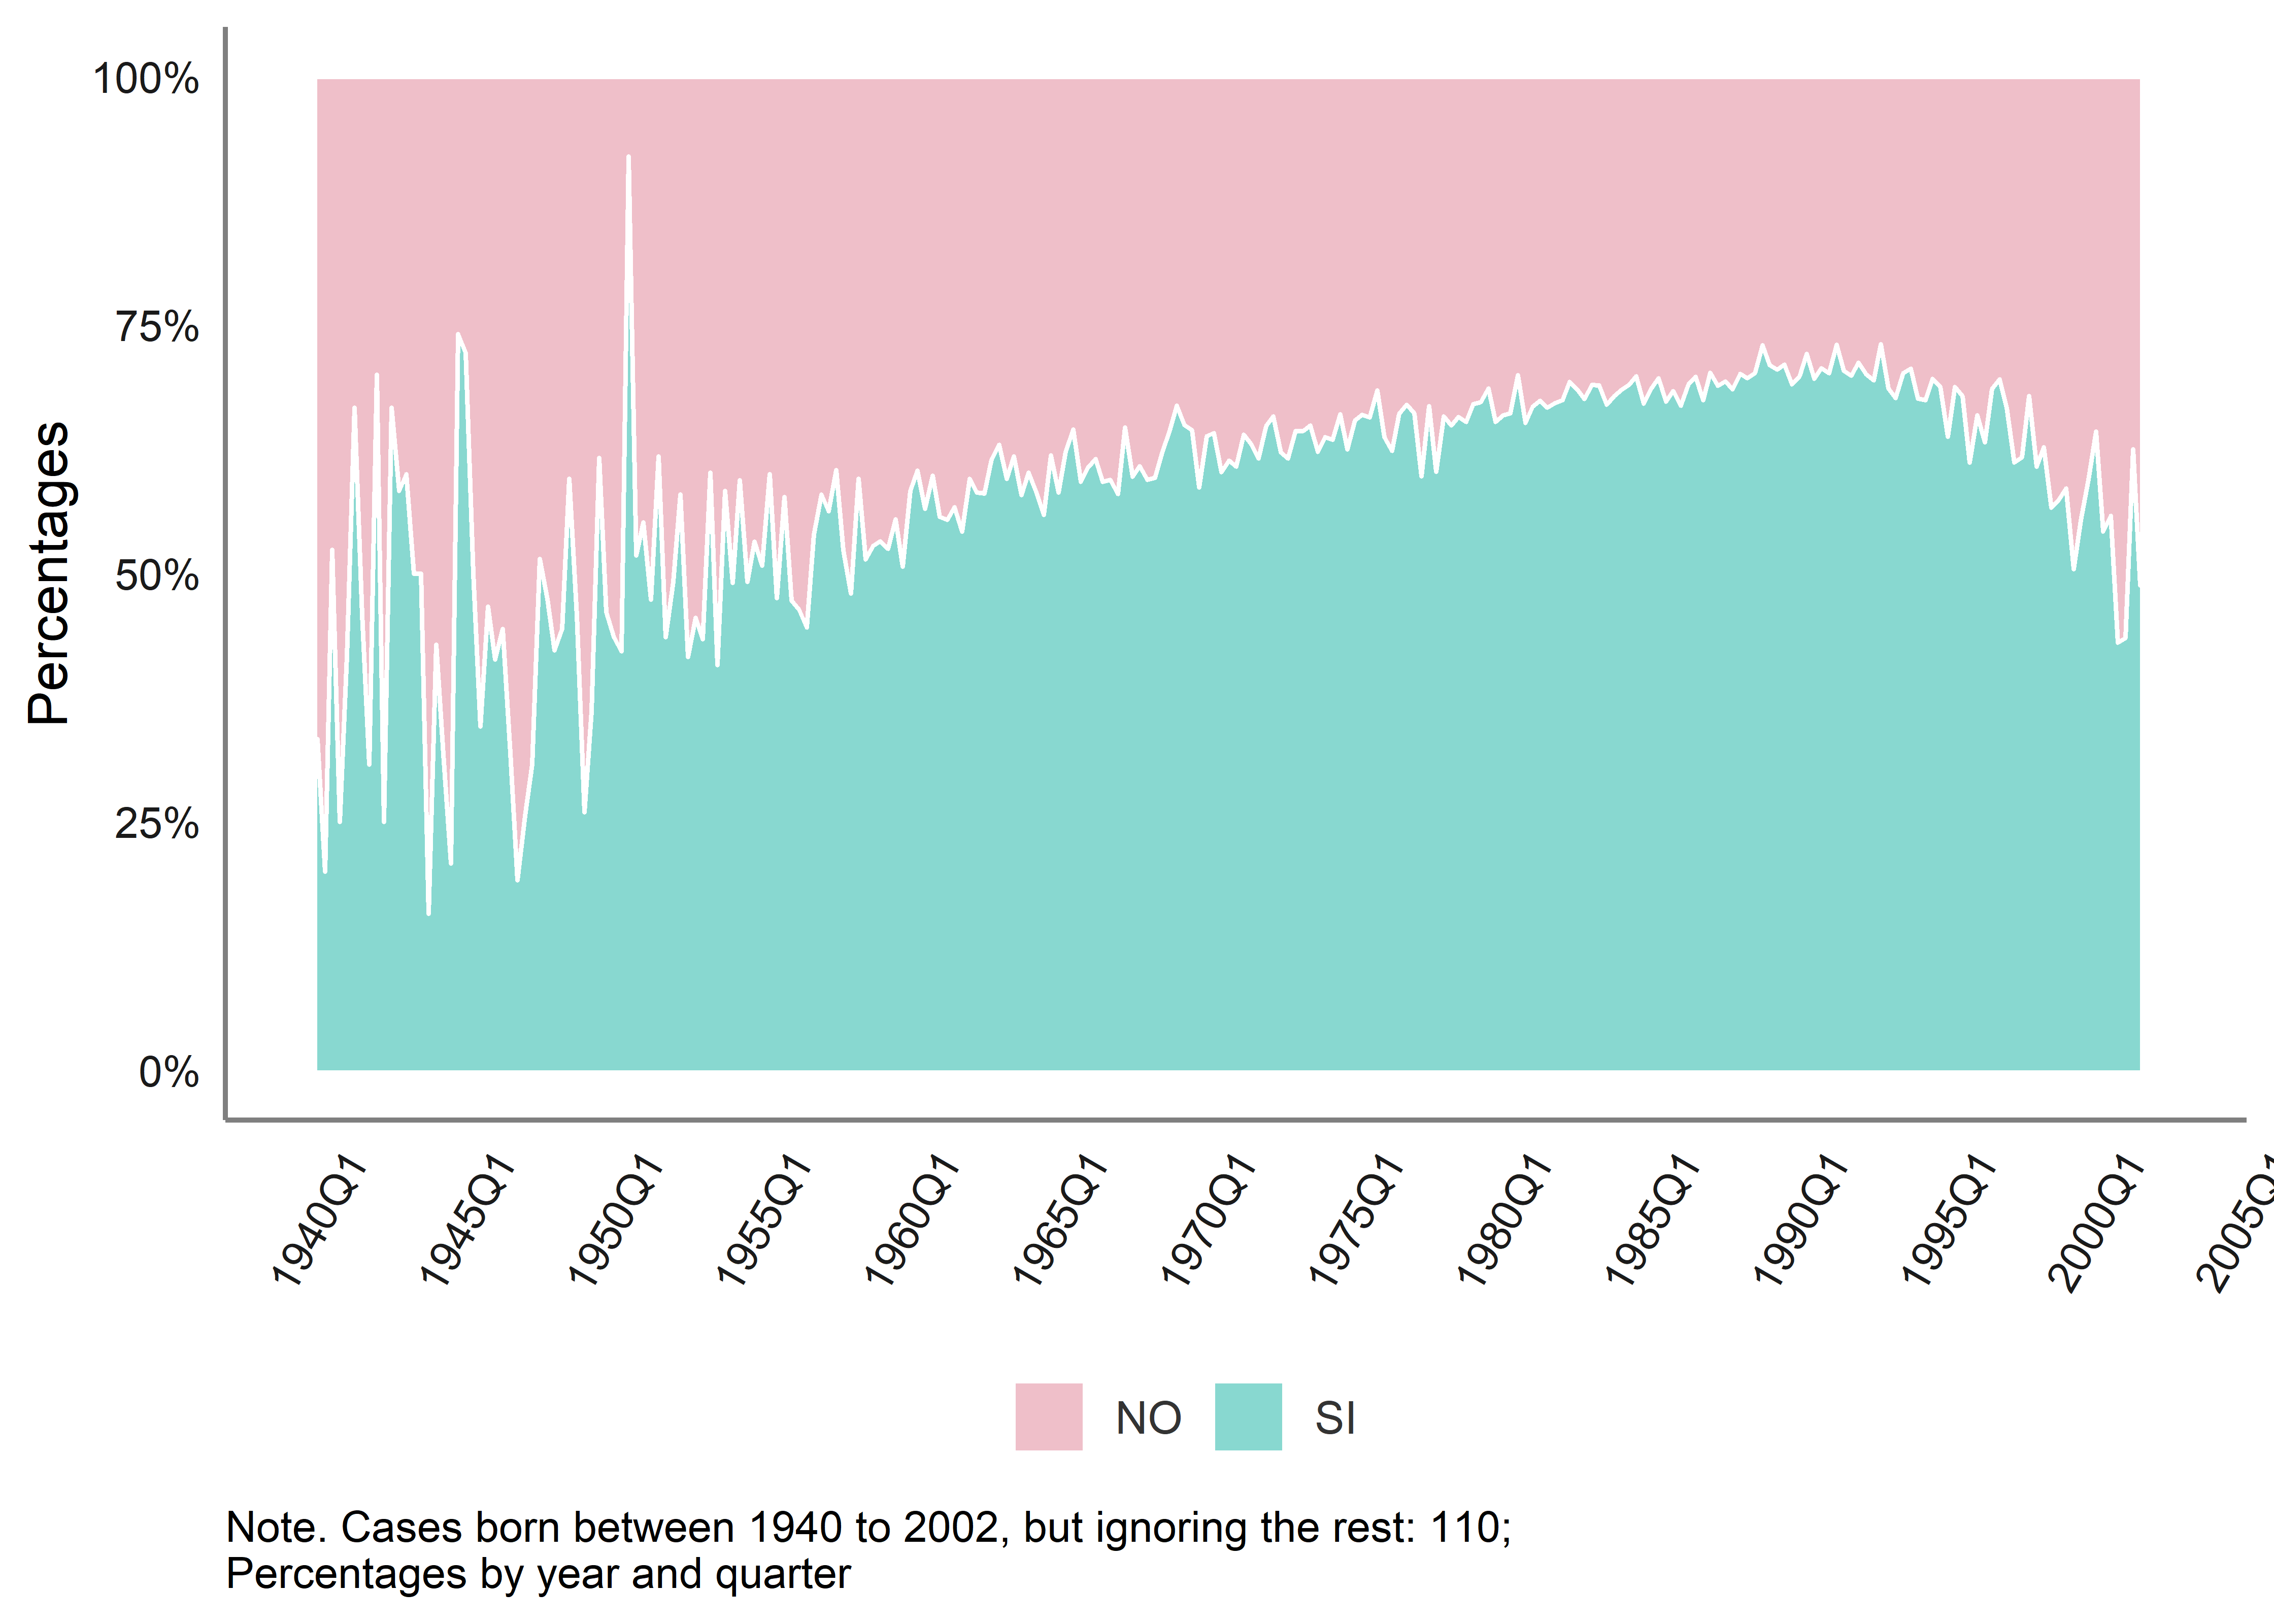 100%
75%
50%
25%
0%
Percentages
1940Q1
1945Q1
1950Q1
1955Q1
1960Q1
1965Q1
1970Q1
1975Q1
1980Q1
1985Q1
1990Q1
1995Q1
2000Q1
2005Q1
NO
SI
Note. Cases born between 1940 to 2002, but ignoring the rest: 110;
Percentages by year and quarter